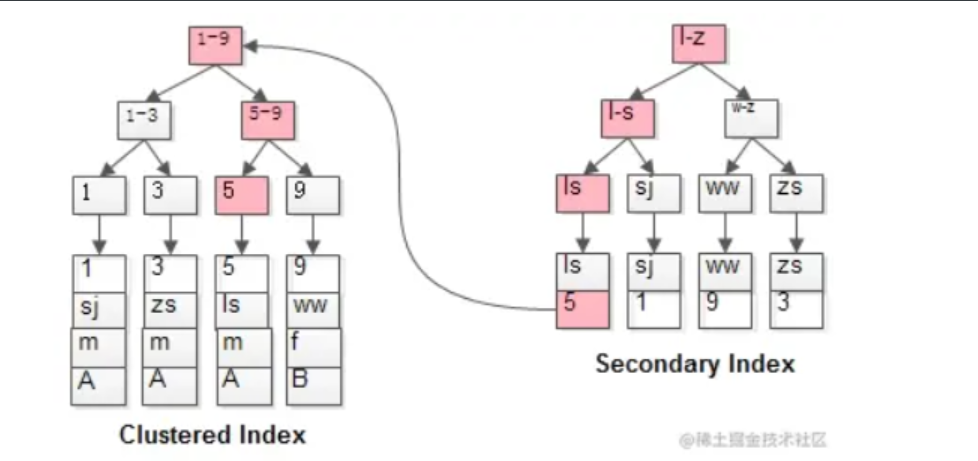 1-9
l-z
1-3
5-9
l-s
w-z
1
3
5
9
ls
sj
ww
zs
1
3
5
9
ls
sj
ww
zs
sj
zs
ls
ww
5
1
9
3
m
m
m
f
A
A
A
B
Secondary Index
Clustered Index
@稀土掘金技术社区